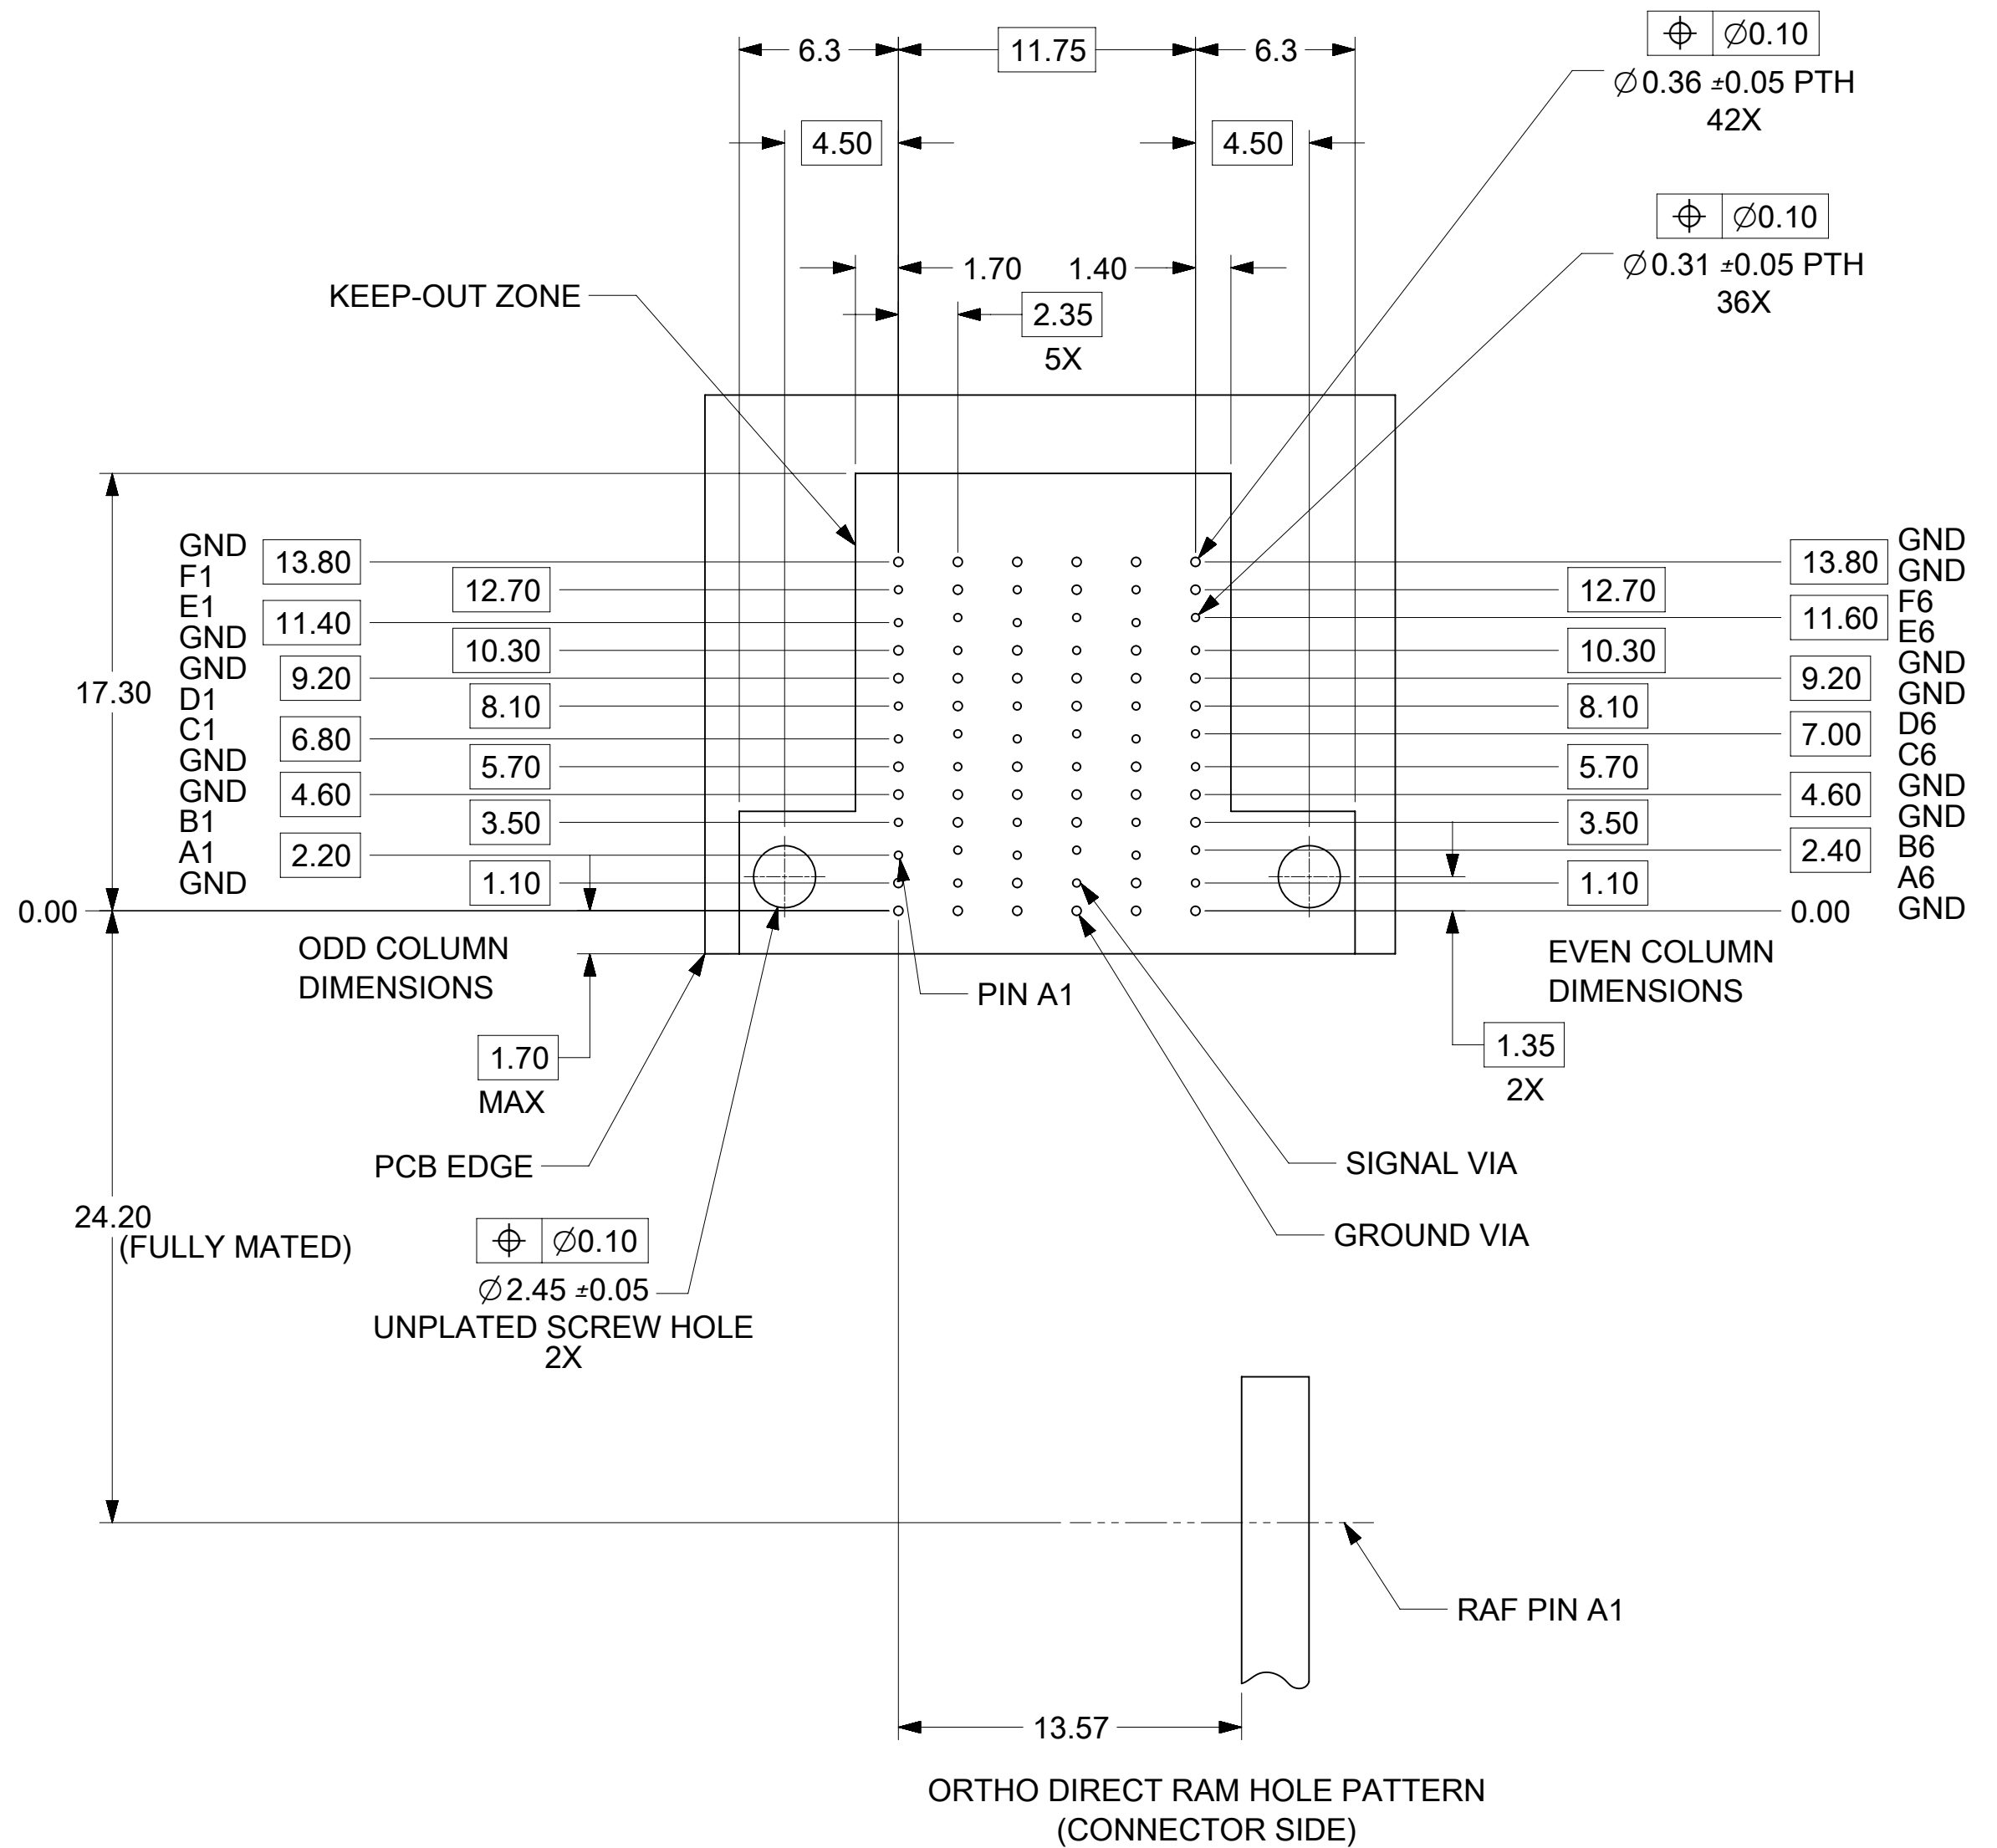 ⌖ ∅0.10
∅0.36 ±0.05 PTH
42X
6.3
11.75
6.3
4.50
4.50
⌖ ∅0.10
∅0.31 ±0.05 PTH
36X
1.70
1.40
KEEP-OUT ZONE
2.35
5X
17.30
GND
F1
E1
GND
GND
D1
C1
GND
GND
B1
A1
GND
13.80
11.40
9.20
6.80
4.60
2.20
0.00
12.70
10.30
8.10
5.70
3.50
1.10
12.70
10.30
8.10
5.70
3.50
1.10
13.80
11.60
9.20
7.00
4.60
2.40
0.00
GND
GND
F6
E6
GND
GND
D6
C6
GND
GND
B6
A6
GND
ODD COLUMN
DIMENSIONS
EVEN COLUMN
DIMENSIONS
PIN A1
1.70
MAX
1.35
2X
PCB EDGE
SIGNAL VIA
GROUND VIA
24.20
(FULLY MATED)
⌖ ∅0.10
∅2.45 ±0.05
UNPLATED SCREW HOLE
2X
RAF PIN A1
13.57
ORTHO DIRECT RAM HOLE PATTERN
(CONNECTOR SIDE)